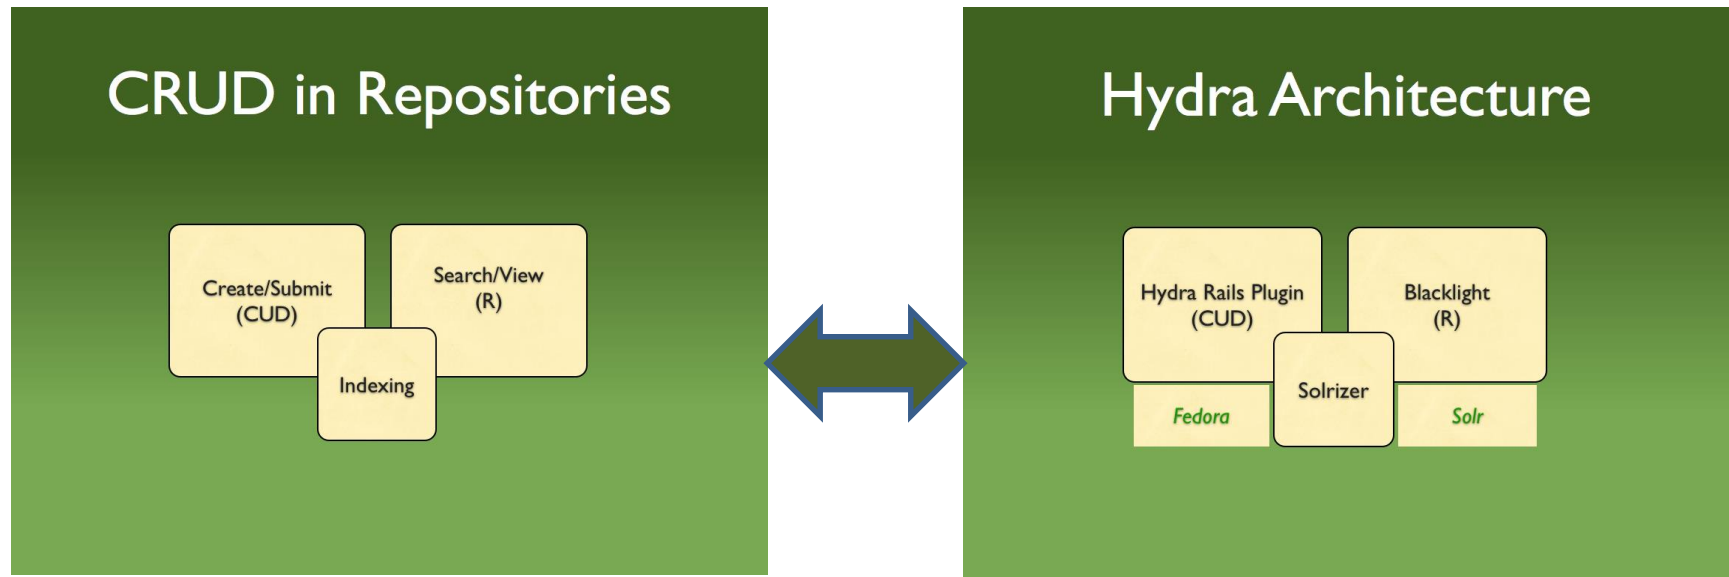 CRUD in Repositories
Create/Submit
(CUD)
Search/View
(R)
Indexing
Hydra Architecture
Hydra Rails Plugin
(CUD)
Blacklight
(R)
Solrizer
Fedora
Solr